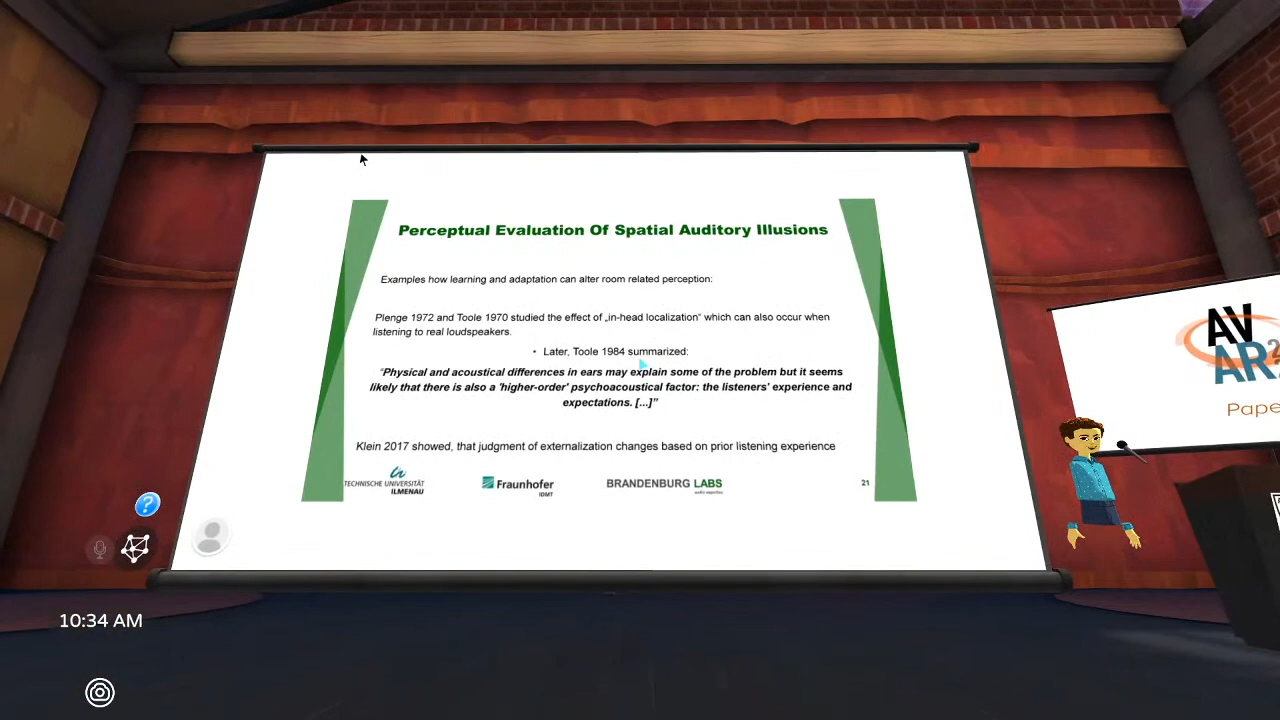 Perceptual Evaluation Of Spatial Auditory Illusions
Examples how learning and adaptation can alter room related perception:
Plenge 1972 and Toole 1970 studied the effect of „in-head localization" which can also occur when
listening to real loudspeakers.
• Later, Toole 1984 summarized:
"Physical and acoustical differences in ears may explain some of the problem but it seems
likely that there is also a 'higher-order' psychoacoustical factor: the listeners' experience and
expectations. [...]"
Klein 2017 showed, that judgment of externalization changes based on prior listening experience
TECHNISCHE UNIVERSITÄT
ILMENAU
Fraunhofer
IDMT
BRANDENBURG LABS
audio expertise
21
AV
AR2
Pape
?
10:34 AM